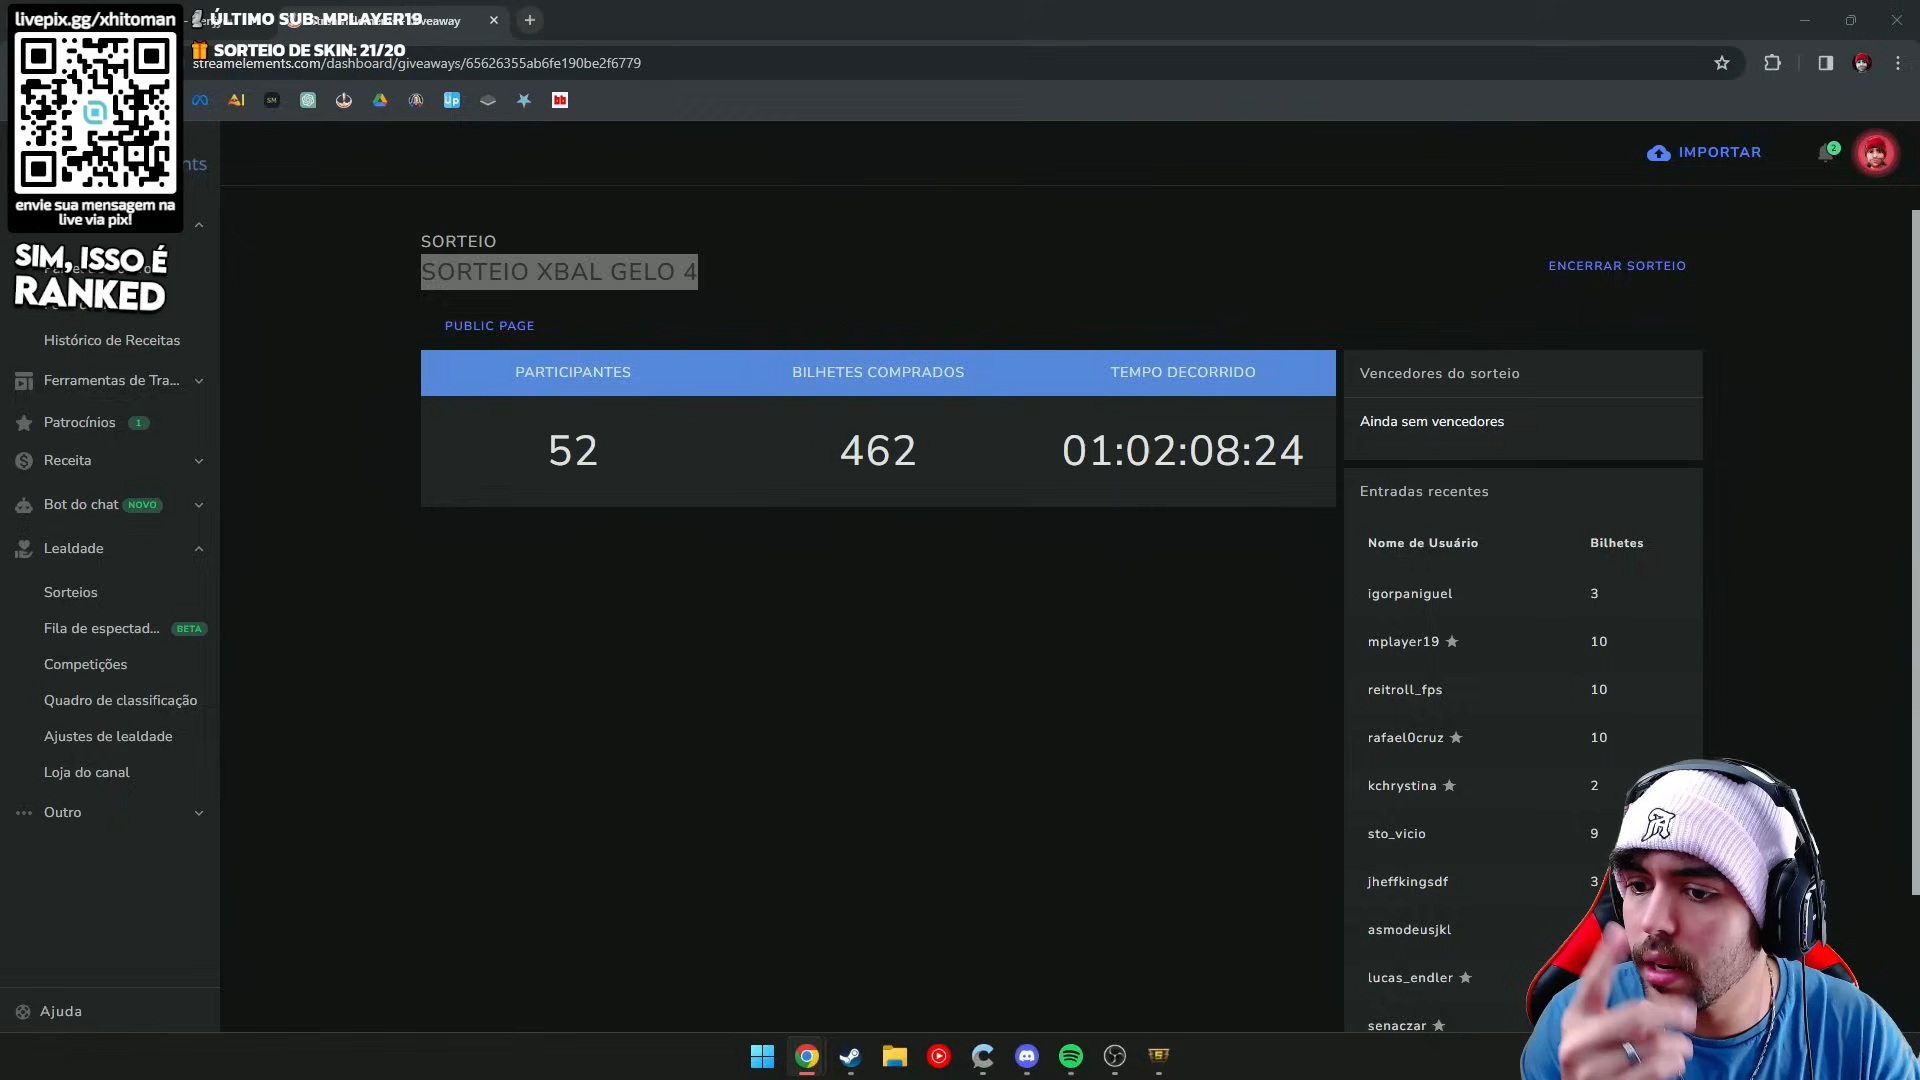 livepix.gg/xhitoman
ÚLTIMO SUB: MPLAYER19
SORTEIO DE SKIN: 21/20
streamelements.com/dashboard/giveaways/65626355ab6fe190be2f6779
SM
Up
bb
envie sua mensagem na
live via pix!
nts
IMPORTAR
2
SIM, ISSO É
RANKED
SORTEIO
SORTEIO XBAL GELO 4
ENCERRAR SORTEIO
PUBLIC PAGE
Histórico de Receitas
Ferramentas de Tra...
Patrocínios 1
Receita
Bot do chat NOVO
Lealdade
Sorteios
Fila de espectad... BETA
Competições
Quadro de classificação
Ajustes de lealdade
Loja do canal
Outro
Ajuda
PARTICIPANTES BILHETES COMPRADOS TEMPO DECORRIDO
52 462 01:02:08:24
Vencedores do sorteio
Ainda sem vencedores
Entradas recentes
Nome de Usuário Bilhetes
igorpaniguel 3
mplayer19 10
reitroll_fps 10
rafael0cruz 10
kchrystina 2
sto_vicio 9
jheffkingsdf 3
asmodeusjkl
lucas_endler
senaczar